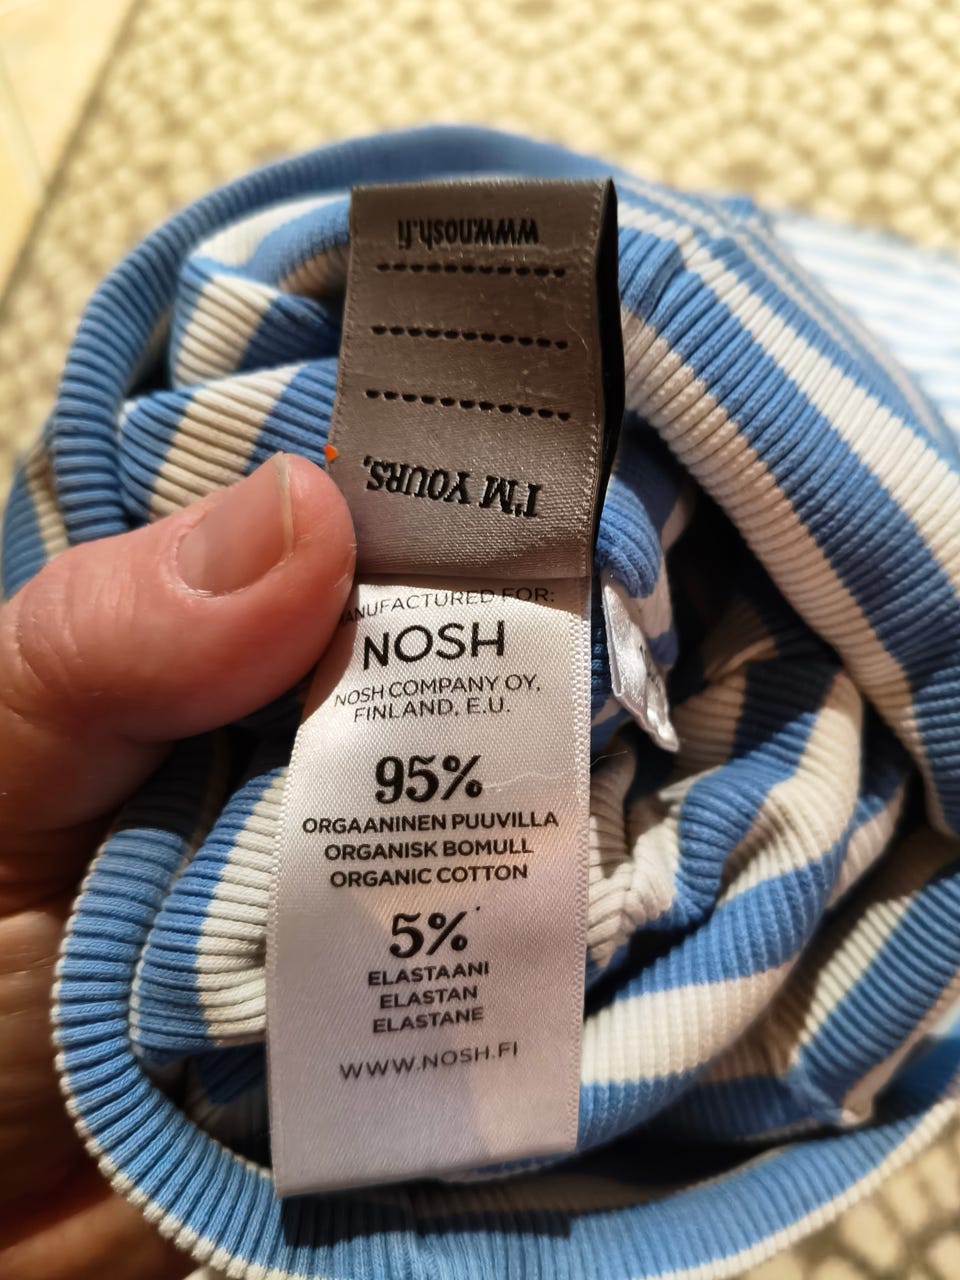 www.nosh.fi
I'M YOURS,
MANUFACTURED FOR:
NOSH
NOSH COMPANY OY,
FINLAND, E.U.
95%
ORGAANINEN PUUVILLA
ORGANISK BOMULL
ORGANIC COTTON
5%
ELASTAANI
ELASTAN
ELASTANE
WWW.NOSH.FI